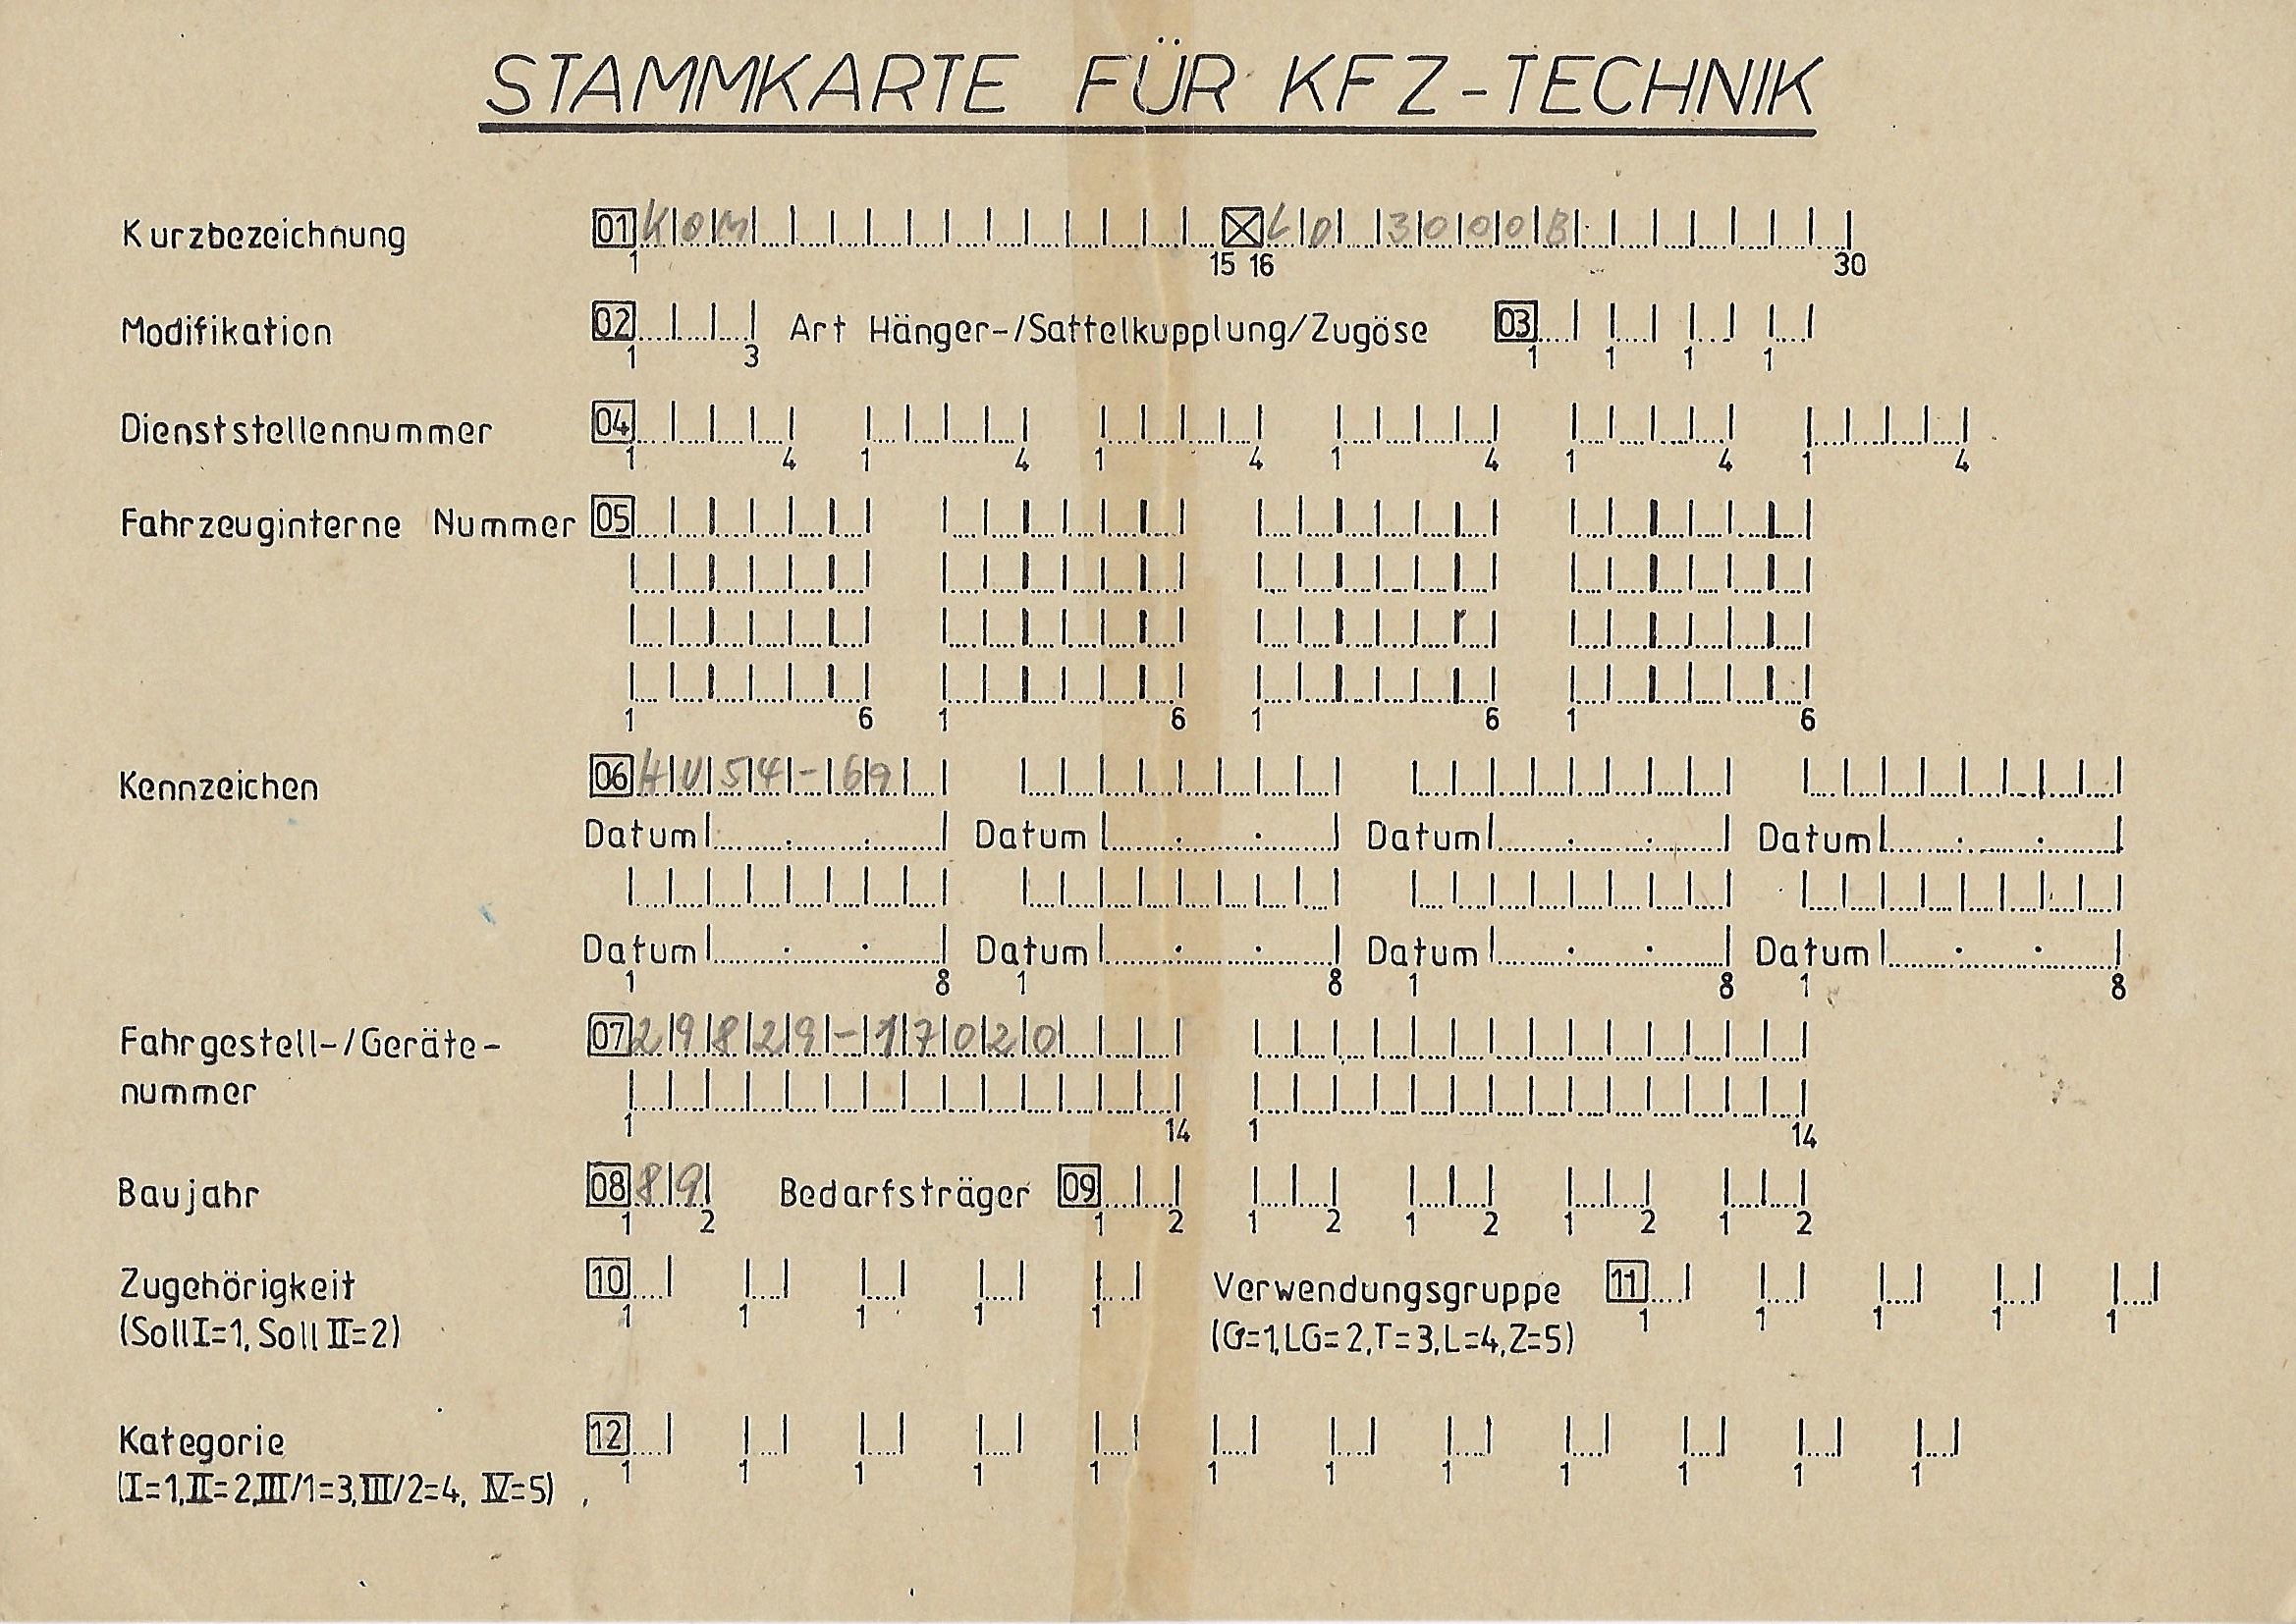 STAMMKARTE FÜR KFZ-TECHNIK
Kurzbezeichnung 01 KOM LO 3000B
1 15 16 30
Modifikation 02 Art Hänger-/Sattelkupplung/Zugöse 03
1 3 1 1 1 1
Dienststellennummer 04
1 4 1 4 1 4 1 4 1 4 1 4
Fahrzeuginterne Nummer 05
1 6 1 6 1 6 1 6
Kennzeichen 06 HU54-69
Datum Datum Datum Datum
Datum Datum Datum Datum
1 8 1 8 1 8 1 8
Fahrgestell-/Geräte- 07 29829-17020
nummer
1 14 1 14
Baujahr 08 89 Bedarfsträger 09
1 2 1 2 1 2 1 2 1 2 1 2
Zugehörigkeit 10 Verwendungsgruppe 11
1 1 1 1 1 1 1 1 1 1
(Soll I=1, Soll II=2) (G=1,LG=2,T=3,L=4,Z=5)
Kategorie 12
1 1 1 1 1 1 1 1 1 1 1 1
(I=1,II=2,III/1=3,III/2=4, IV=5)